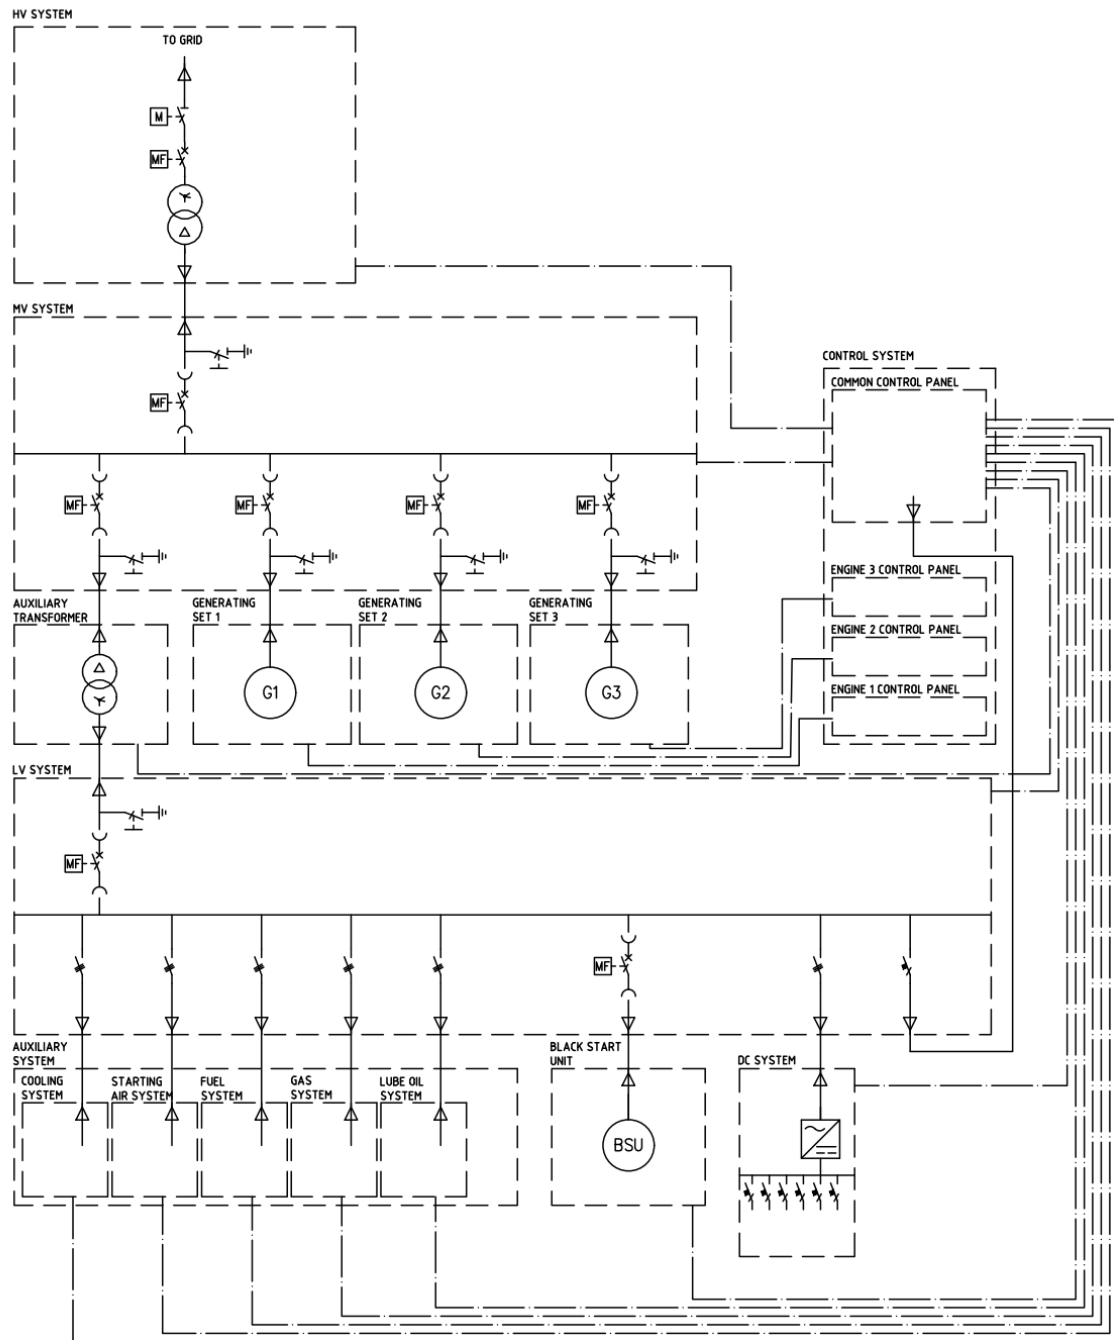 HV SYSTEM
TO GRID
M
MF
MV SYSTEM
MF
CONTROL SYSTEM
COMMON CONTROL PANEL
MF
MF
MF
MF
ENGINE 3 CONTROL PANEL
AUXILIARY
TRANSFORMER
GENERATING
SET 1
GENERATING
SET 2
GENERATING
SET 3
ENGINE 2 CONTROL PANEL
G1
G2
G3
ENGINE 1 CONTROL PANEL
LV SYSTEM
MF
MF
AUXILIARY
SYSTEM
BLACK START
UNIT
DC SYSTEM
COOLING
SYSTEM
STARTING
AIR SYSTEM
FUEL
SYSTEM
GAS
SYSTEM
LUBE OIL
SYSTEM
BSU